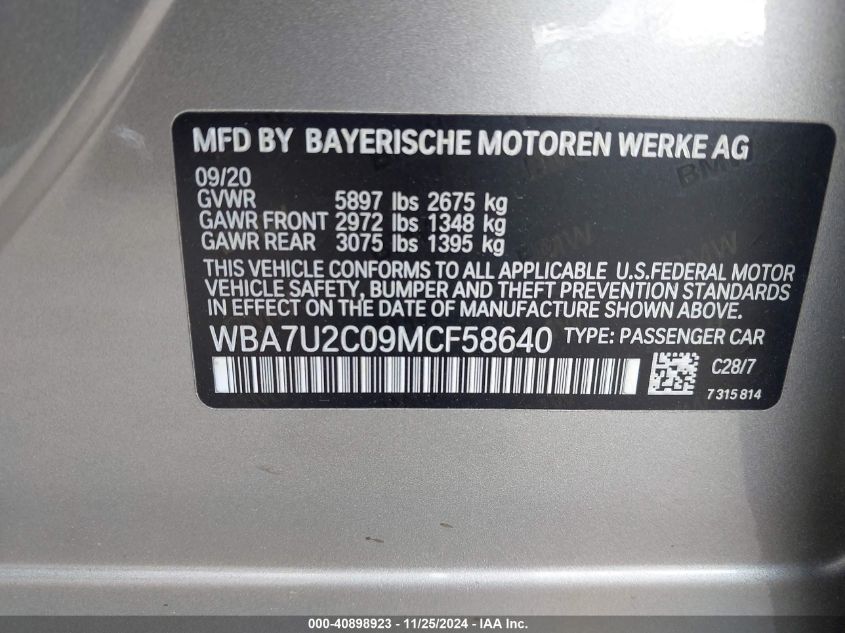 MFD BY BAYERISCHE MOTOREN WERKE AG
09/20
GVWR 5897 lbs 2675 kg
GAWR FRONT 2972 lbs 1348 kg
GAWR REAR 3075 lbs 1395 kg
THIS VEHICLE CONFORMS TO ALL APPLICABLE U.S.FEDERAL MOTOR
VEHICLE SAFETY, BUMPER AND THEFT PREVENTION STANDARDS
IN EFFECT ON THE DATE OF MANUFACTURE SHOWN ABOVE.
WBA7U2C09MCF58640 TYPE: PASSENGER CAR
C28/7
7315814
000-40898923 - 11/25/2024 - IAA Inc.